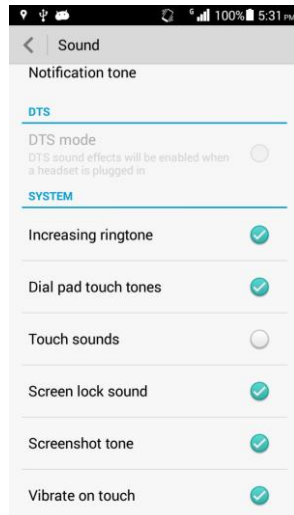 G 100% 5:31 PM
Sound
Notification tone
DTS
DTS mode
DTS sound effects will be enabled when
a headset is plugged in
SYSTEM
Increasing ringtone
Dial pad touch tones
Touch sounds
Screen lock sound
Screenshot tone
Vibrate on touch